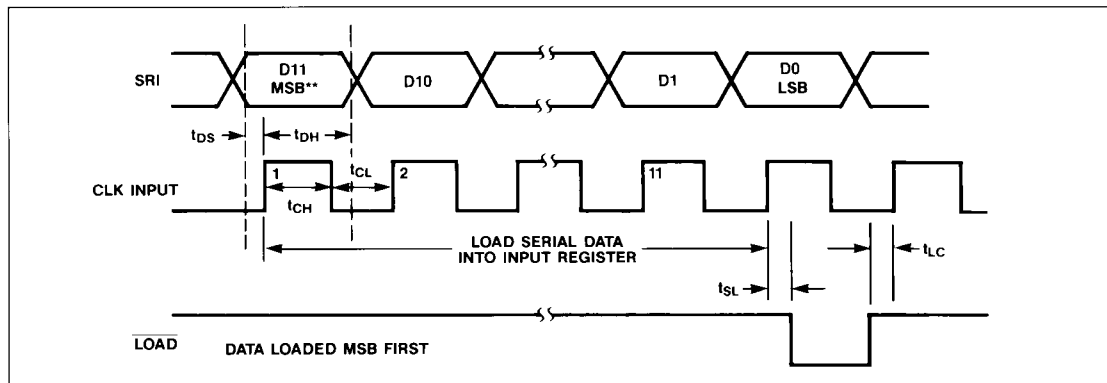 SRI
D11
MSB**
D10
D1
D0
LSB
tDS
tDH
CLK INPUT
1
tCH
tCL
2
11
LOAD SERIAL DATA
INTO INPUT REGISTER
tLC
tSL
LOAD
DATA LOADED MSB FIRST